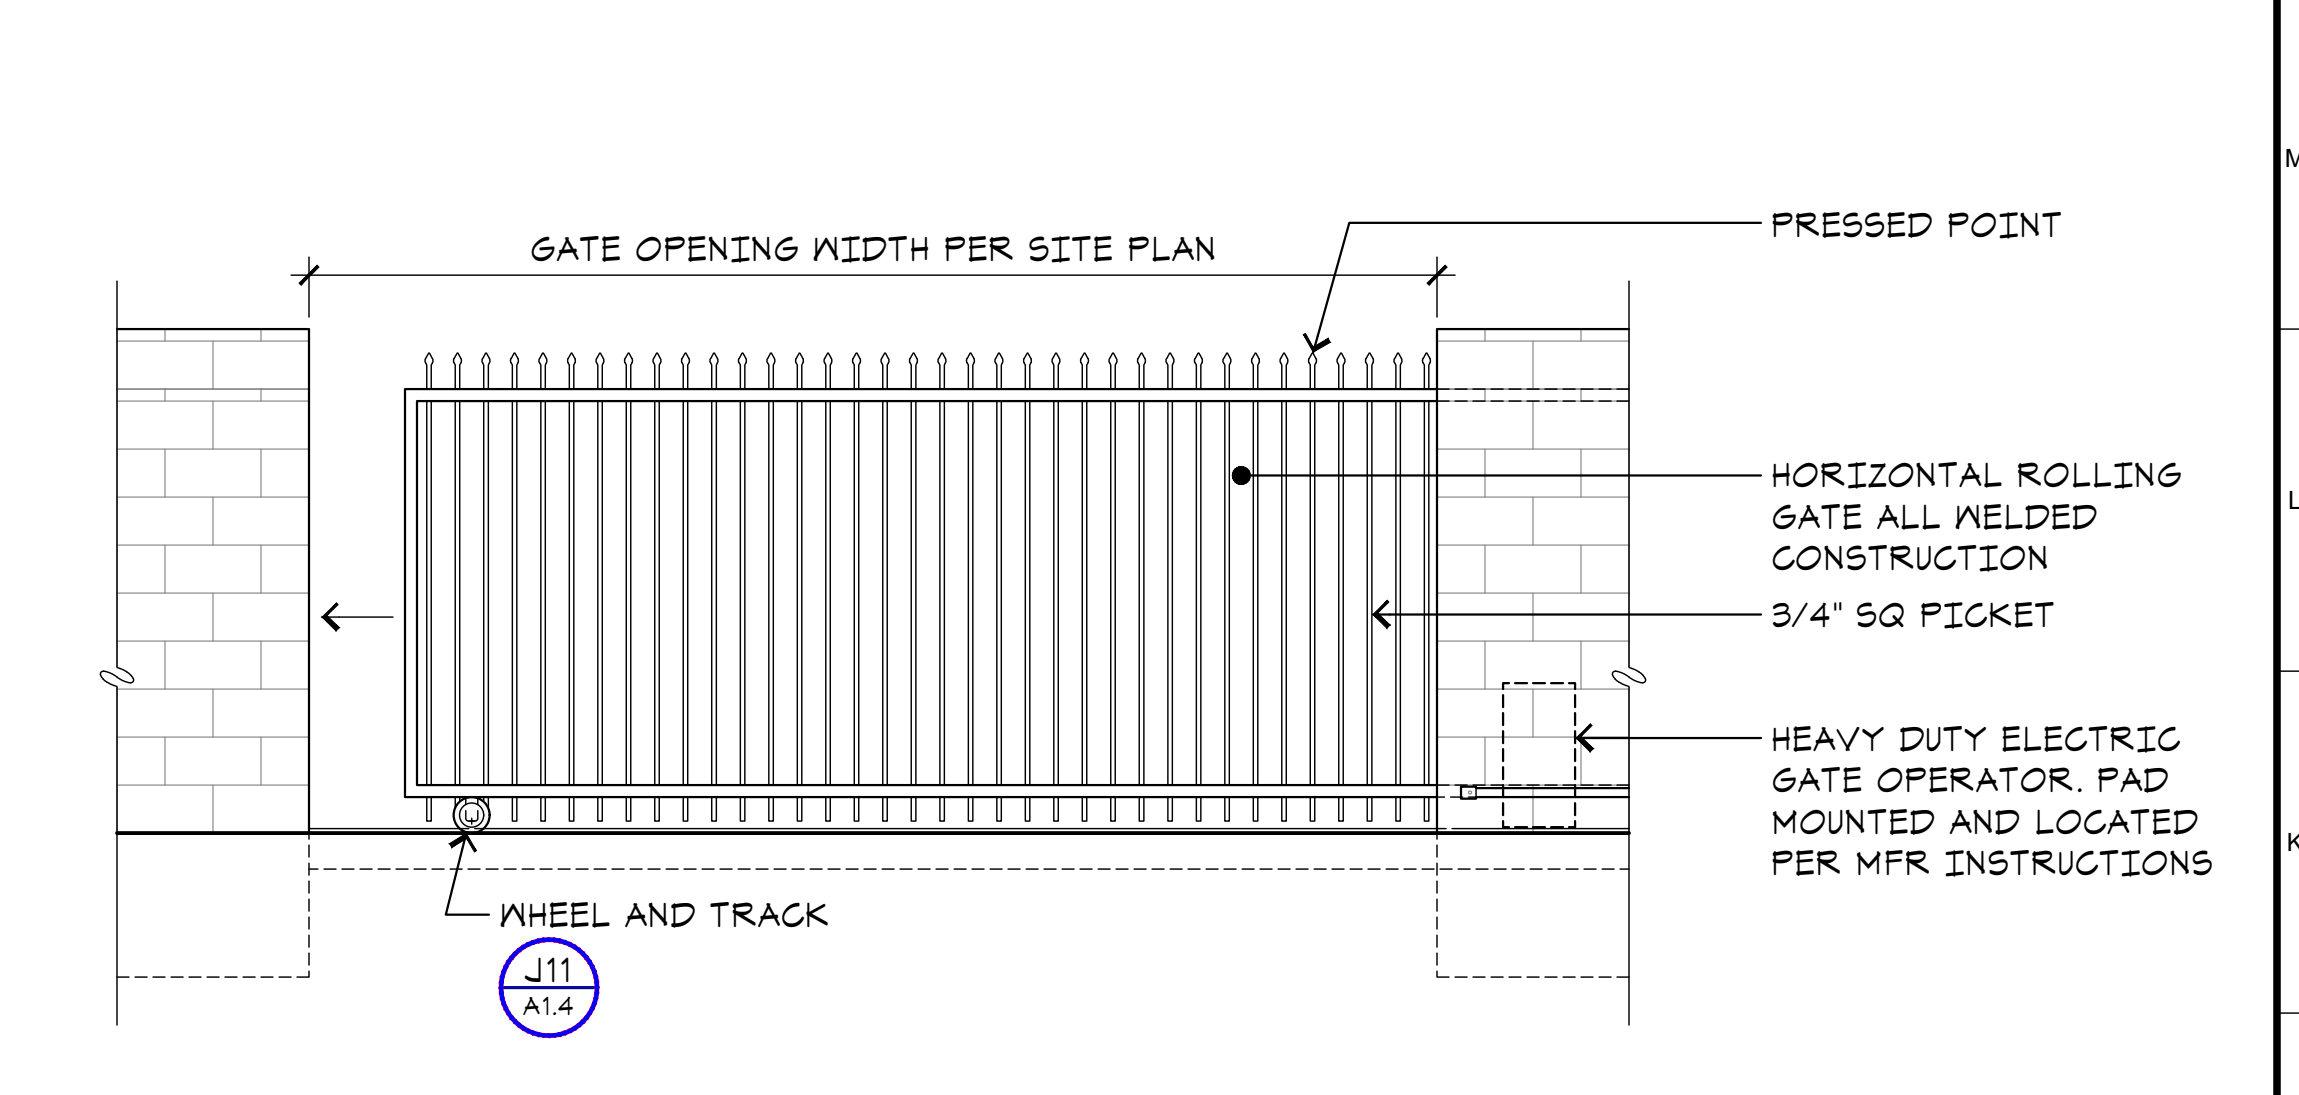 GATE OPENING WIDTH PER SITE PLAN
PRESSED POINT
HORIZONTAL ROLLING
GATE ALL WELDED
CONSTRUCTION
3/4" SQ PICKET
HEAVY DUTY ELECTRIC
GATE OPERATOR. PAD
MOUNTED AND LOCATED
PER MFR INSTRUCTIONS
WHEEL AND TRACK
J11
A1.4
M
L
K